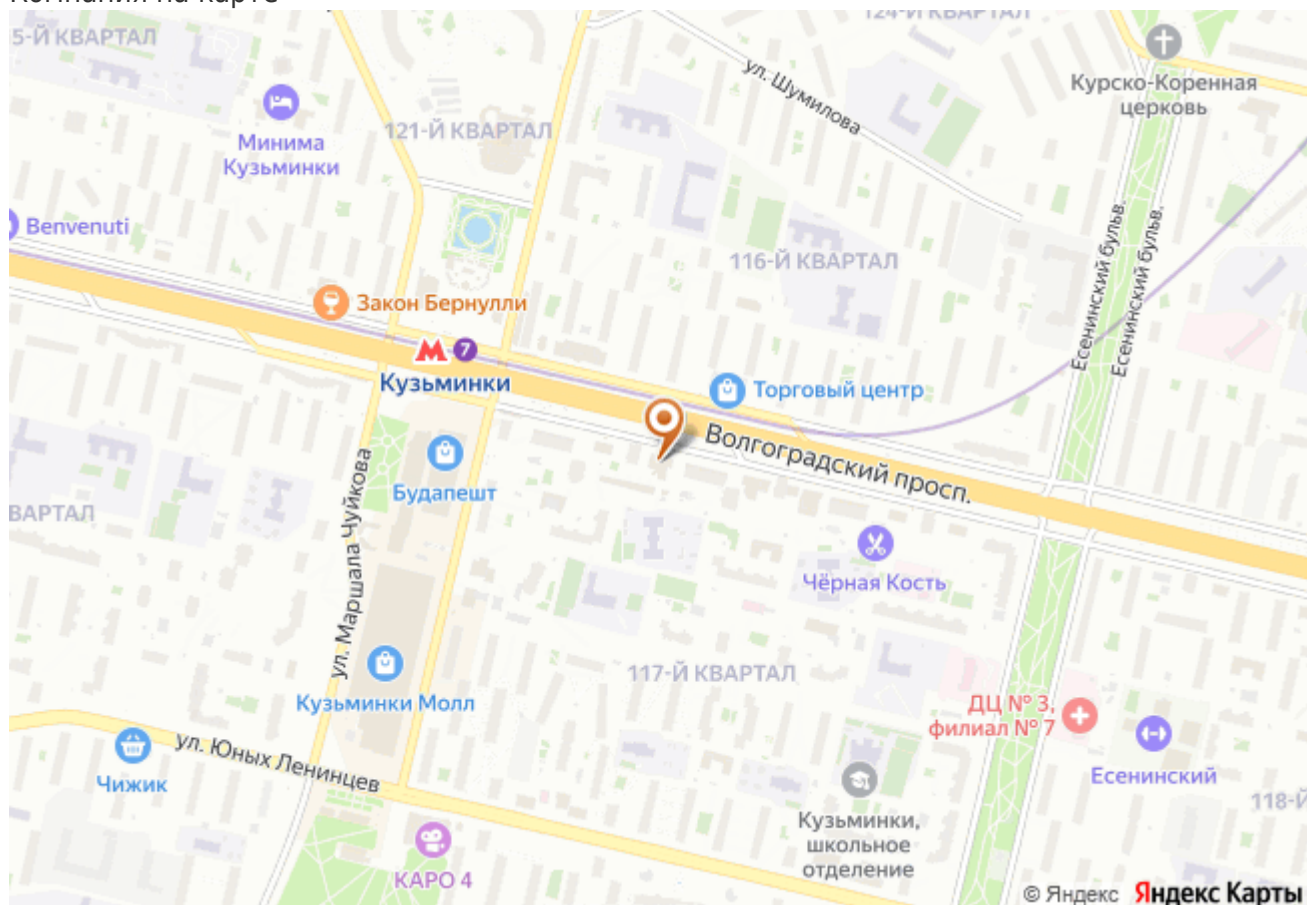 Компания на карте
5-Й КВАРТАЛ
124-Й КВАРТАЛ
ул. Шумилова
Курско-Коренная
церковь
121-Й КВАРТАЛ
Минима
Кузьминки
Benvenuti
116-Й КВАРТАЛ
Есенинский бульв.
Есенинский бульв.
Закон Бернулли
7
Кузьминки
Торговый центр
Волгоградский просп.
Будапешт
ул. Маршала Чуйкова
ВАРТАЛ
Чёрная Кость
117-Й КВАРТАЛ
Кузьминки Молл
ДЦ № 3,
филиал № 7
ул. Юных Ленинцев
Чижик
Есенинский
118-Й
Кузьминки,
школьное
отделение
КАРО 4
© Яндекс Яндекс Карты